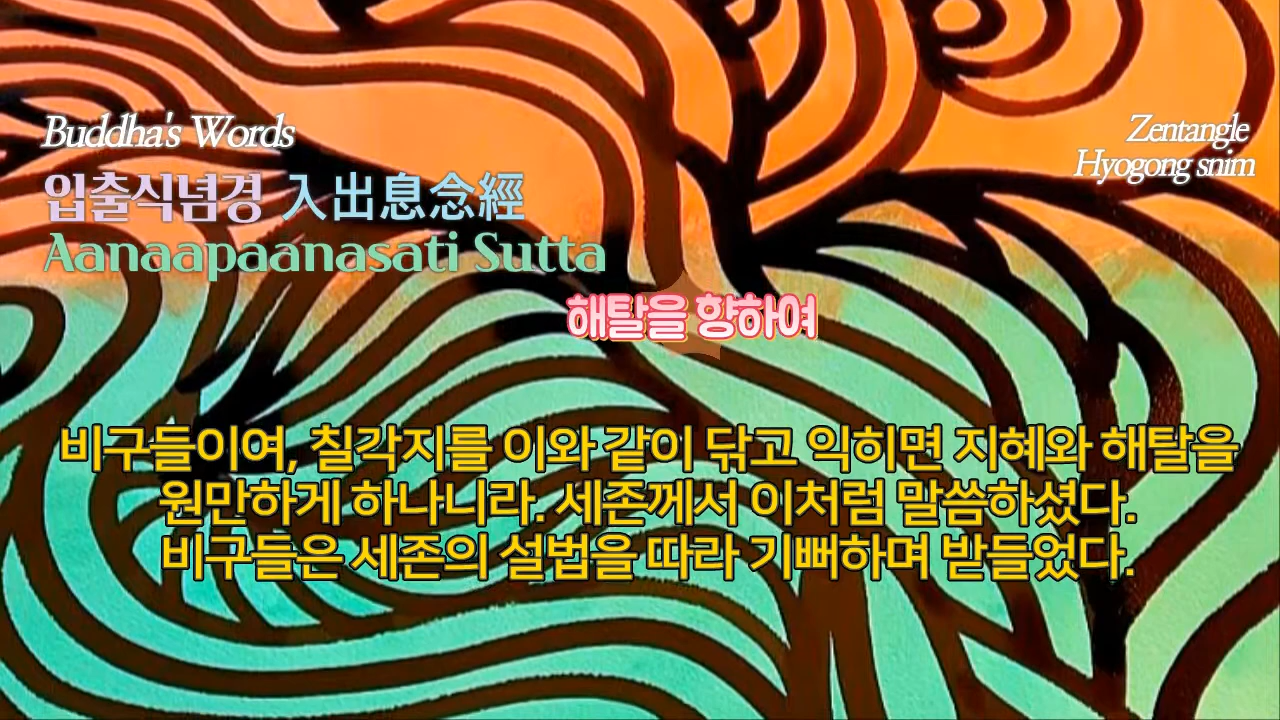 Buddha's Words
Zentangle
Hyogong snim
입출식념경 入出息念經
Aanaapaanasati Sutta
해탈을 향하여
비구들이여, 칠각지를 이와 같이 닦고 익히면 지혜와 해탈을
원만하게 하나니라. 세존께서 이처럼 말씀하셨다.
비구들은 세존의 설법을 따라 기뻐하며 받들었다.